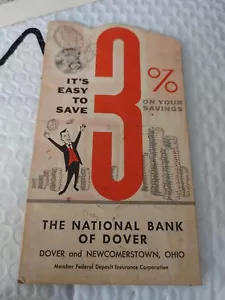 IT'S
EASY
TO
SAVE
3%
ON YOUR
SAVINGS
THE NATIONAL BANK
OF DOVER
DOVER and NEWCOMERSTOWN, OHIO
Member Federal Deposit Insurance Corporation